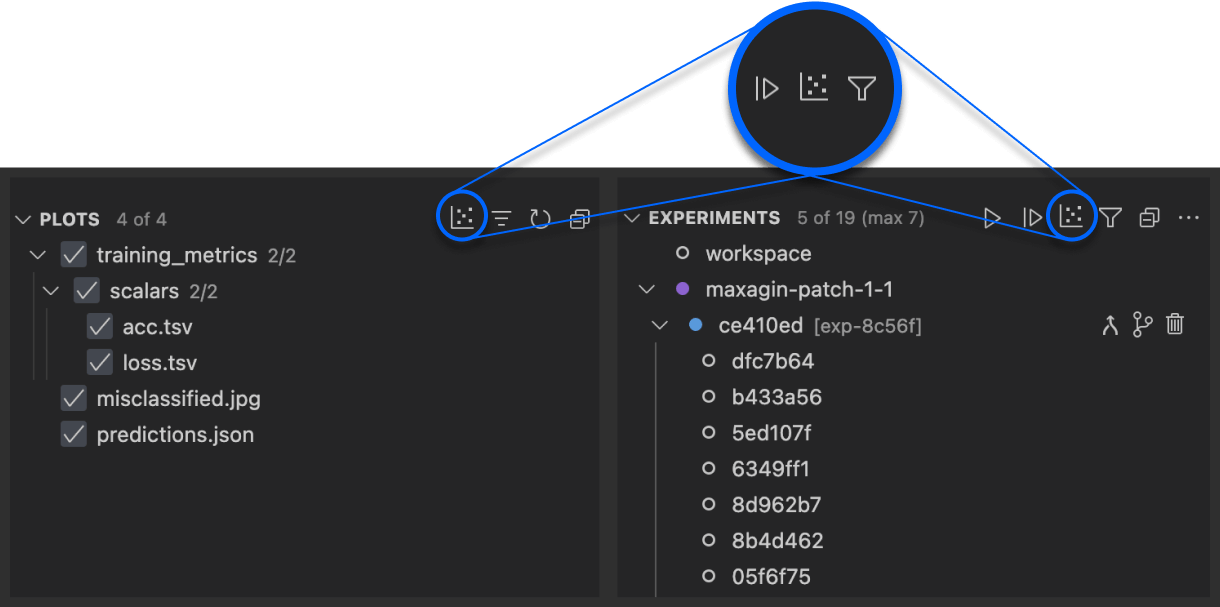 PLOTS 4 of 4
training_metrics 2/2
scalars 2/2
acc.tsv
loss.tsv
misclassified.jpg
predictions.json
EXPERIMENTS 5 of 19 (max 7)
workspace
maxagin-patch-1-1
ce410ed [exp-8c56f]
dfc7b64
b433a56
5ed107f
6349ff1
8d962b7
8b4d462
05f6f75